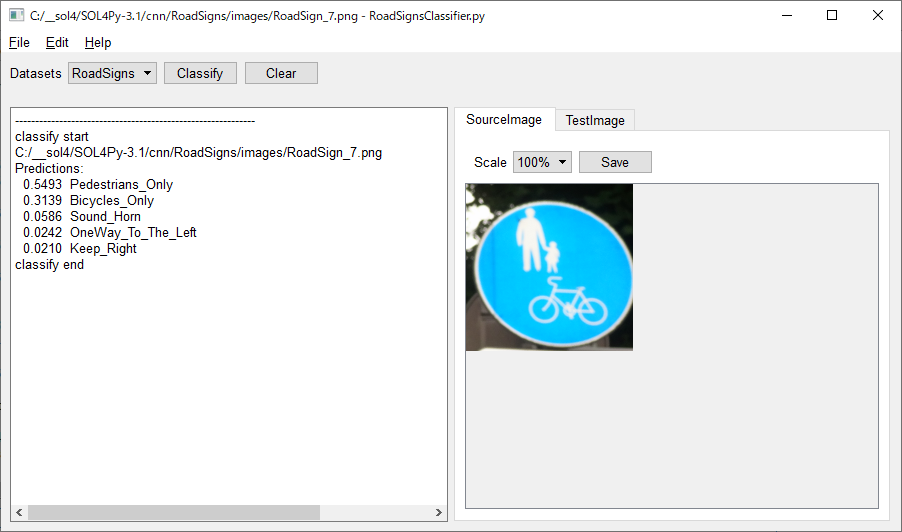 C:/__sol4/SOL4Py-3.1/cnn/RoadSigns/images/RoadSign_7.png - RoadSignsClassifier.py
File Edit Help
Datasets RoadSigns Classify Clear
------------------------------------------------------------
classify start
C:/__sol4/SOL4Py-3.1/cnn/RoadSigns/images/RoadSign_7.png
Predictions:
0.5493 Pedestrians_Only
0.3139 Bicycles_Only
0.0586 Sound_Horn
0.0242 OneWay_To_The_Left
0.0210 Keep_Right
classify end
SourceImage TestImage
Scale 100% Save